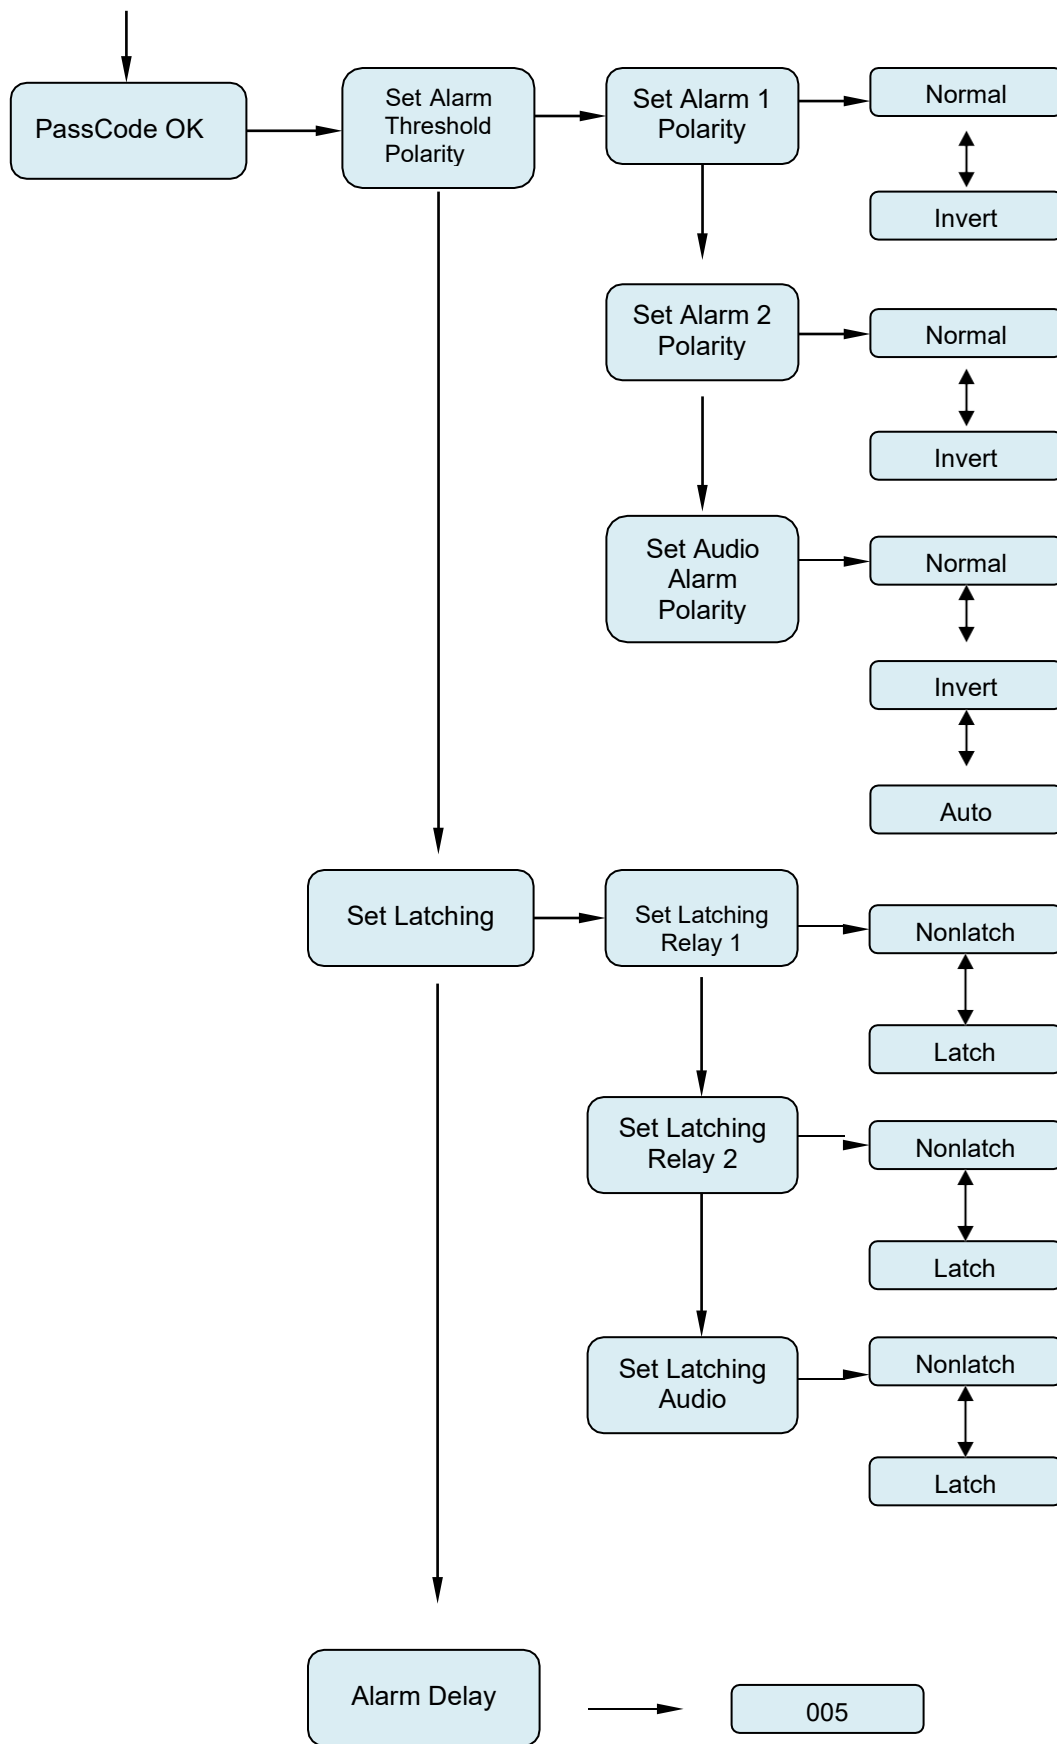 PassCode OK
Set Alarm
Threshold
Polarity
Set Alarm 1
Polarity
Normal
Invert
Set Alarm 2
Polarity
Normal
Invert
Set Audio
Alarm
Polarity
Normal
Invert
Auto
Set Latching
Set Latching
Relay 1
Nonlatch
Latch
Set Latching
Relay 2
Nonlatch
Latch
Set Latching
Audio
Nonlatch
Latch
Alarm Delay
005